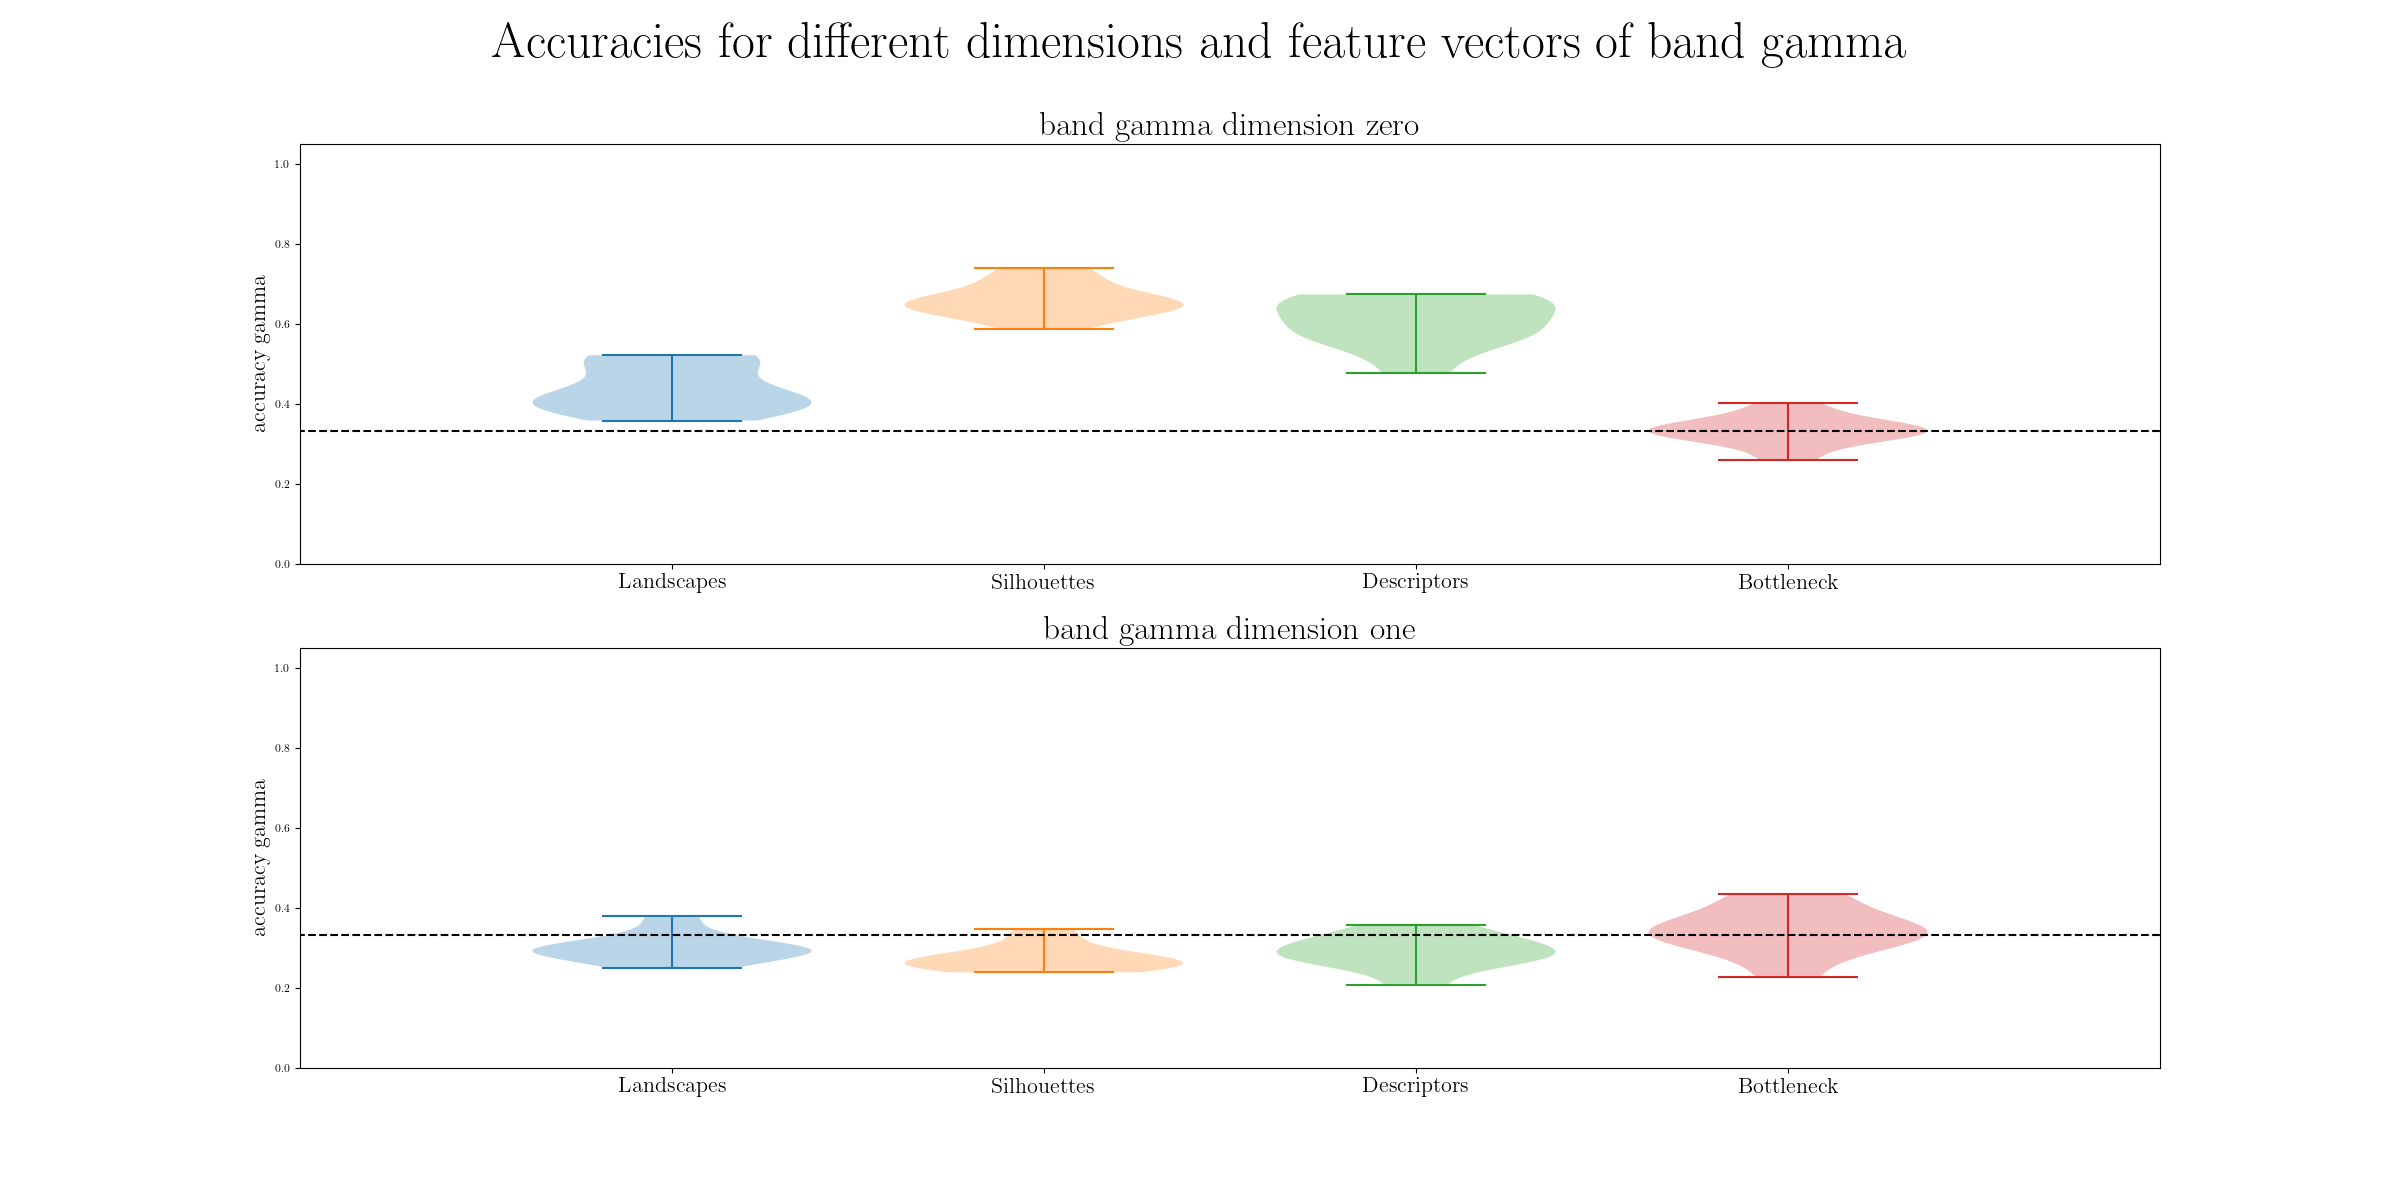 Accuracies for different dimensions and feature vectors of band gamma
band gamma dimension zero
accuracy gamma
1.0
0.8
0.6
0.4
0.2
0.0
Landscapes Silhouettes Descriptors Bottleneck
band gamma dimension one
accuracy gamma
1.0
0.8
0.6
0.4
0.2
0.0
Landscapes Silhouettes Descriptors Bottleneck